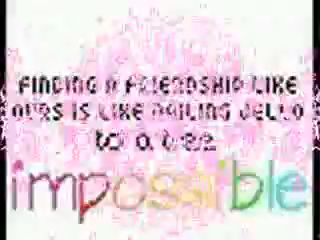 FINDING A FRIENDSHIP LIKE
OURS IS LIKE NAILING JELLO
to a tree
impossible